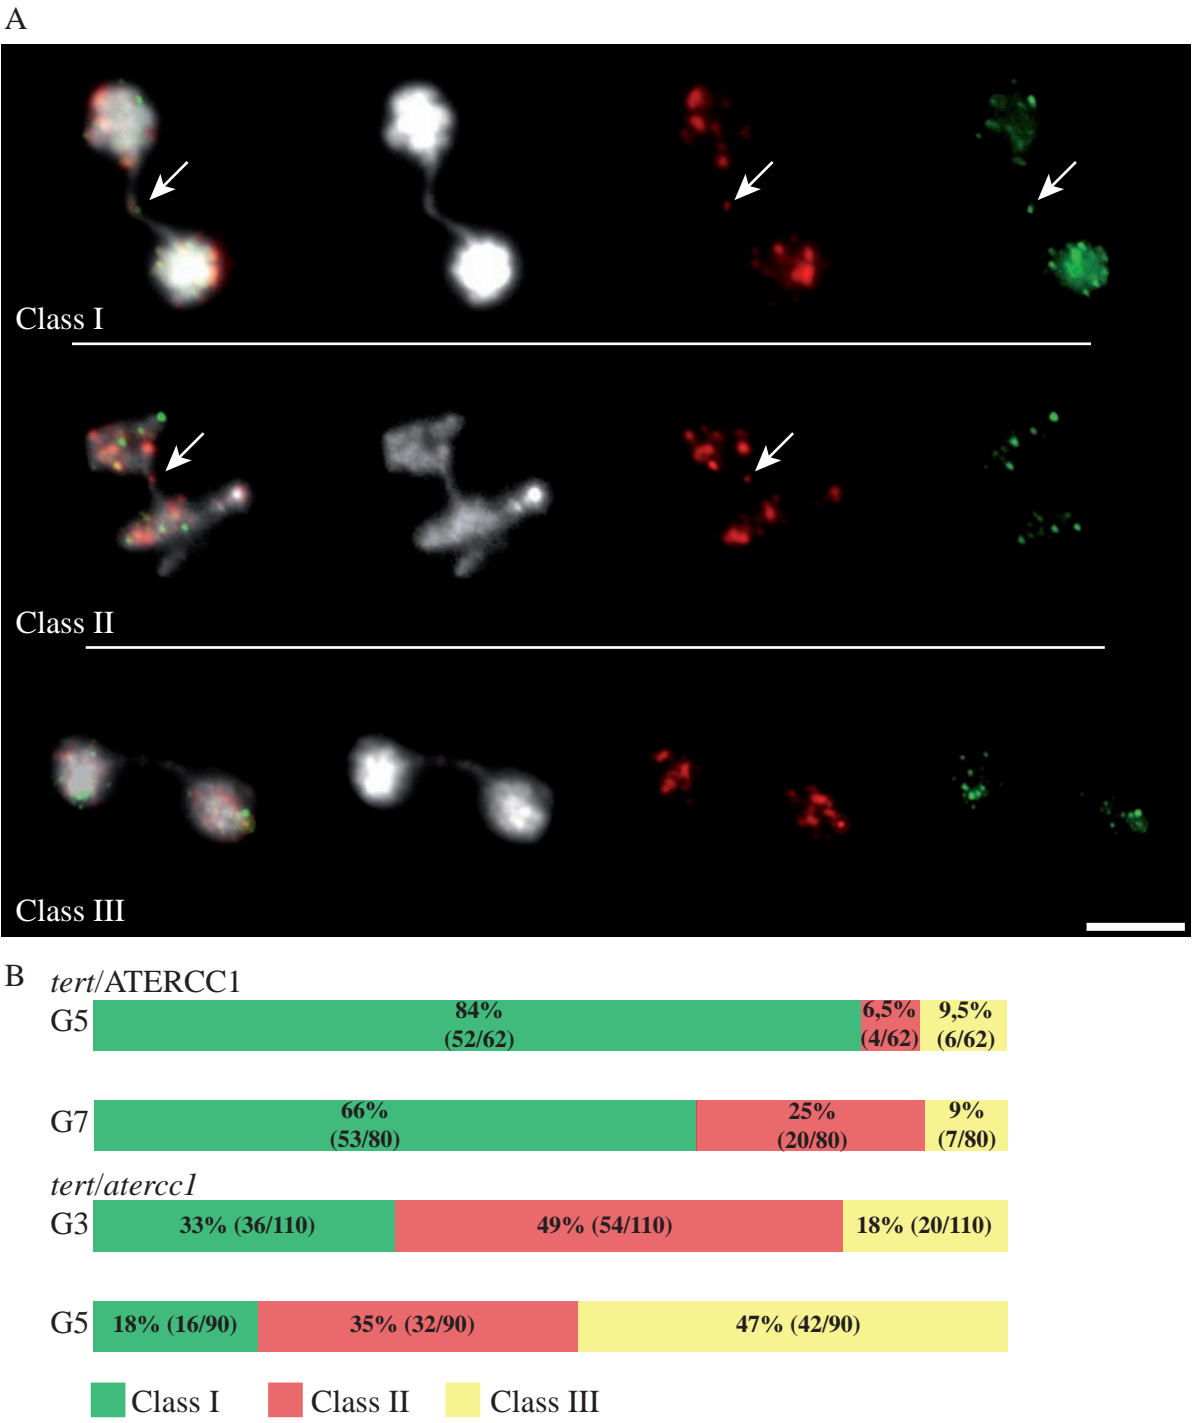 A
Class I
Class II
Class III
B
tert/ATERCC1
G5
84%
(52/62)
6,5%
(4/62)
9,5%
(6/62)
G7
66%
(53/80)
25%
(20/80)
9%
(7/80)
tert/atercc1
G3
33% (36/110)
49% (54/110)
18% (20/110)
G5
18% (16/90)
35% (32/90)
47% (42/90)
Class I
Class II
Class III